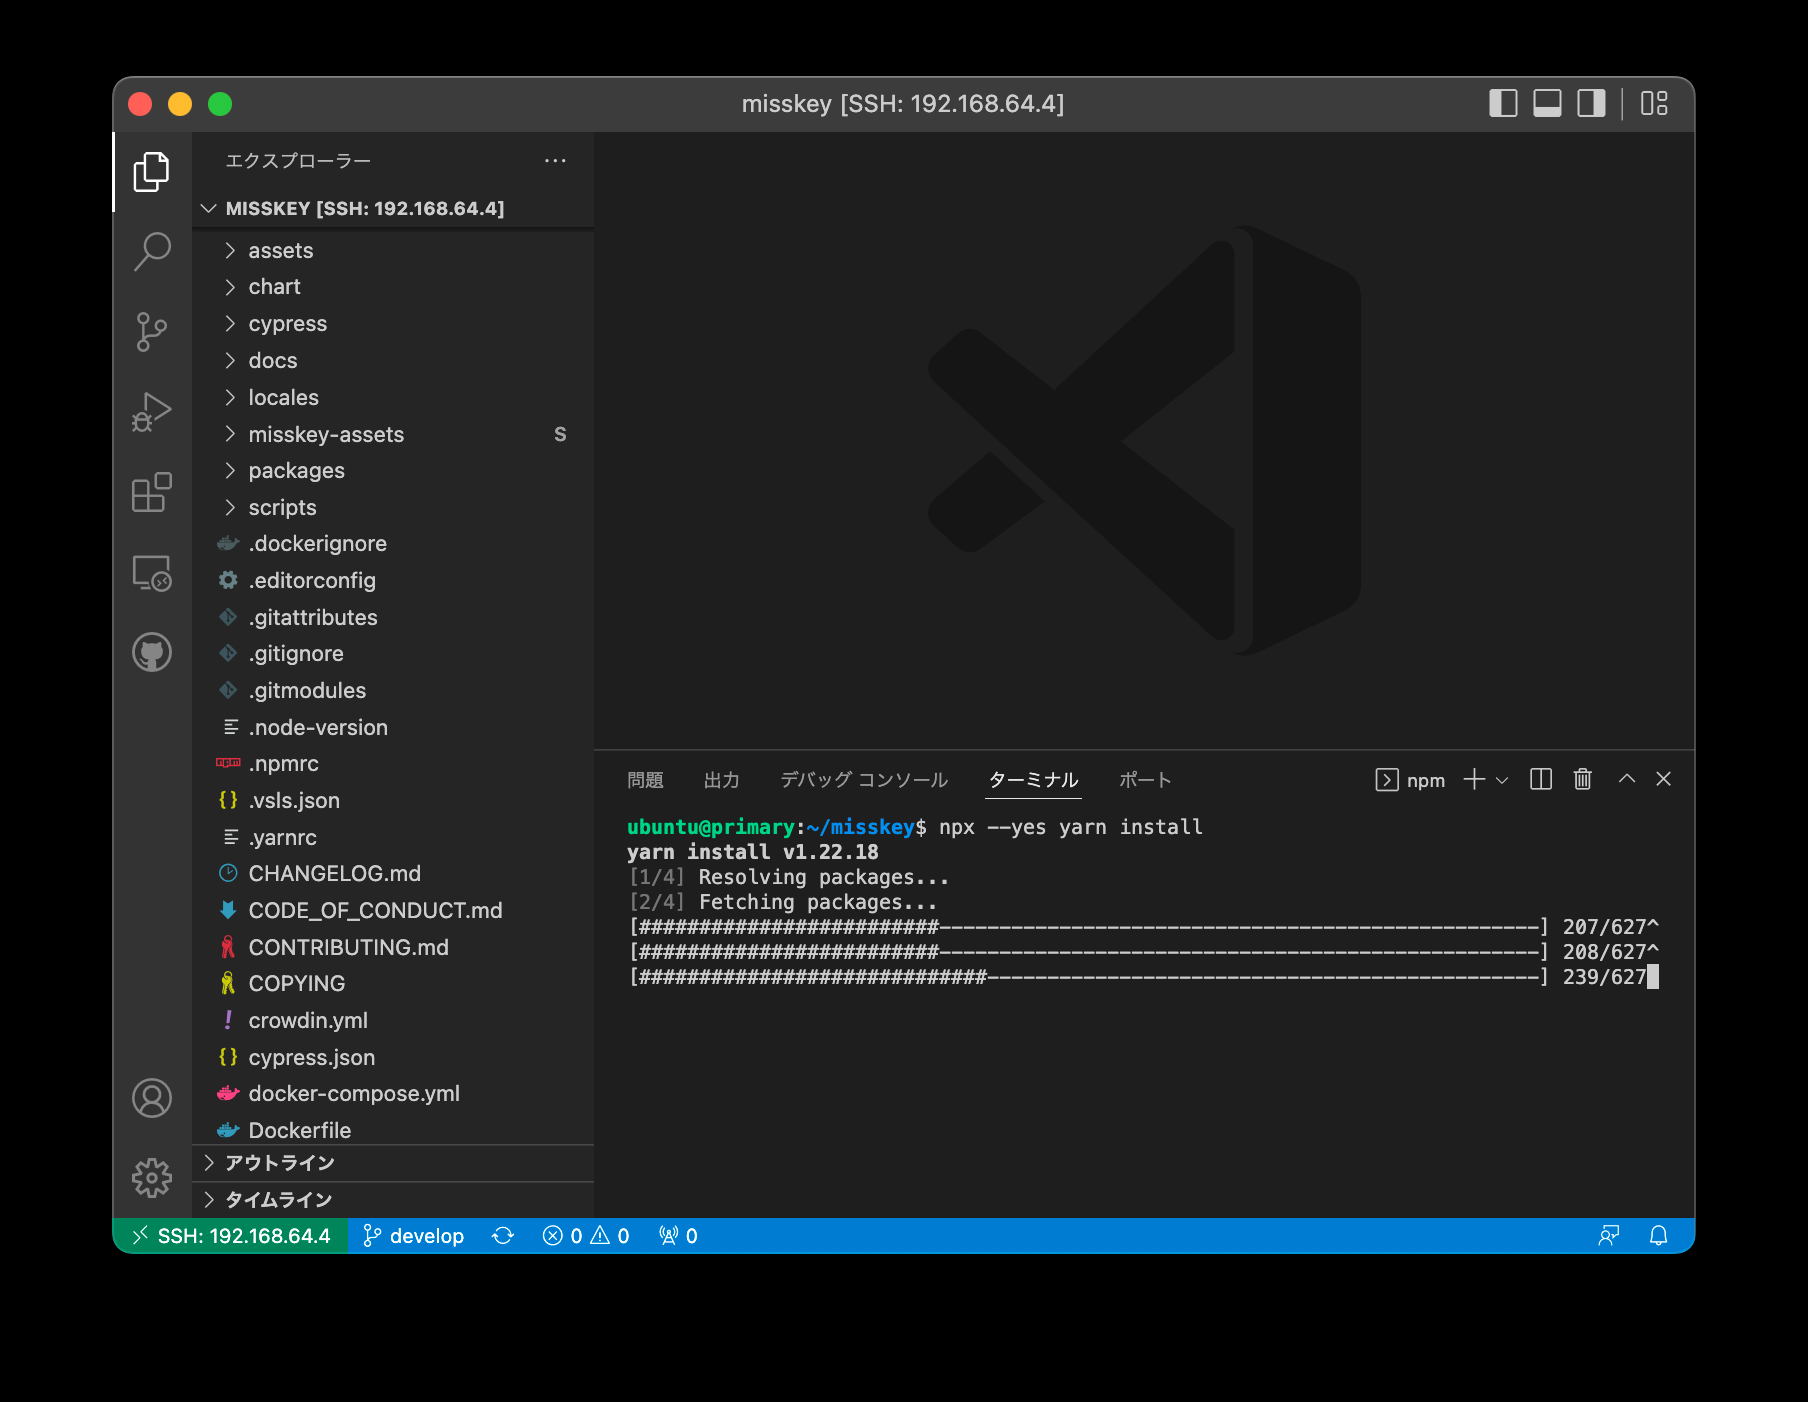 misskey [SSH: 192.168.64.4]
エクスプローラー
MISSKEY [SSH: 192.168.64.4]
assets
chart
cypress
docs
locales
misskey-assets S
packages
scripts
.dockerignore
.editorconfig
.gitattributes
.gitignore
.gitmodules
.node-version
.npmrc
.vsls.json
.yarnrc
CHANGELOG.md
CODE_OF_CONDUCT.md
CONTRIBUTING.md
COPYING
crowdin.yml
cypress.json
docker-compose.yml
Dockerfile
アウトライン
タイムライン
問題 出力 デバッグ コンソール ターミナル ポート npm
ubuntu@primary:~/misskey$ npx --yes yarn install
yarn install v1.22.18
[1/4] Resolving packages...
[2/4] Fetching packages...
[#########################--------------------------------------------------] 207/627^
[#########################--------------------------------------------------] 208/627^
[#############################----------------------------------------------] 239/627
SSH: 192.168.64.4 develop 0 0 0